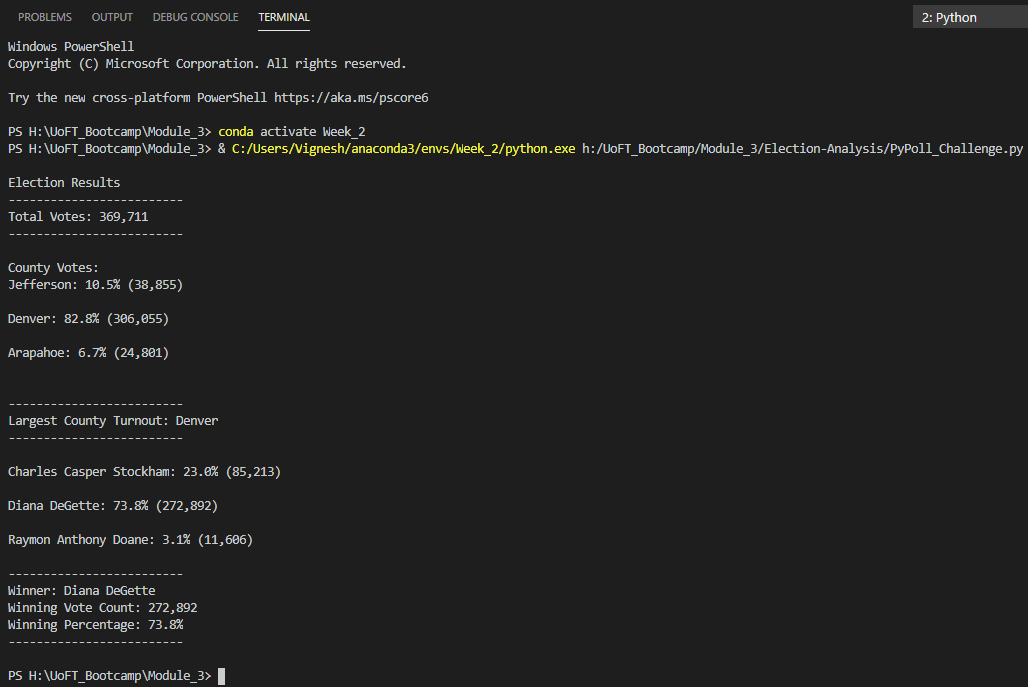 PROBLEMS OUTPUT DEBUG CONSOLE TERMINAL 2: Python
Windows PowerShell
Copyright (C) Microsoft Corporation. All rights reserved.
Try the new cross-platform PowerShell https://aka.ms/pscore6
PS H:\UoFT_Bootcamp\Module_3> conda activate Week_2
PS H:\UoFT_Bootcamp\Module_3> & C:/Users/Vignesh/anaconda3/envs/Week_2/python.exe h:/UoFT_Bootcamp/Module_3/Election-Analysis/PyPoll_Challenge.py
Election Results
-------------------------
Total Votes: 369,711
-------------------------
County Votes:
Jefferson: 10.5% (38,855)
Denver: 82.8% (306,055)
Arapahoe: 6.7% (24,801)
-------------------------
Largest County Turnout: Denver
-------------------------
Charles Casper Stockham: 23.0% (85,213)
Diana DeGette: 73.8% (272,892)
Raymon Anthony Doane: 3.1% (11,606)
-------------------------
Winner: Diana DeGette
Winning Vote Count: 272,892
Winning Percentage: 73.8%
-------------------------
PS H:\UoFT_Bootcamp\Module_3>